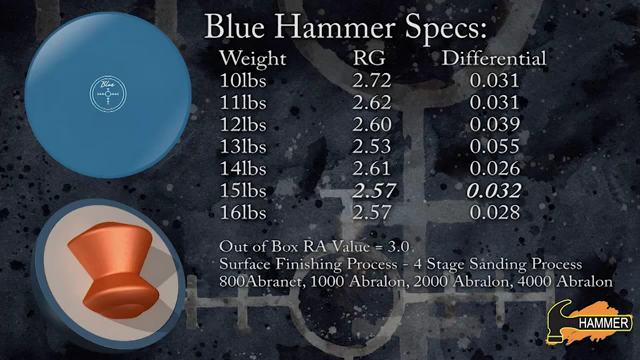 Blue Hammer Specs:
Weight RG Differential
10lbs 2.72 0.031
11lbs 2.62 0.031
12lbs 2.60 0.039
13lbs 2.53 0.055
14lbs 2.61 0.026
15lbs 2.57 0.032
16lbs 2.57 0.028
Out of Box RA Value = 3.0
Surface Finishing Process - 4 Stage Sanding Process
800Abranet, 1000 Abralon, 2000 Abralon, 4000 Abralon
Blue
HAMMER